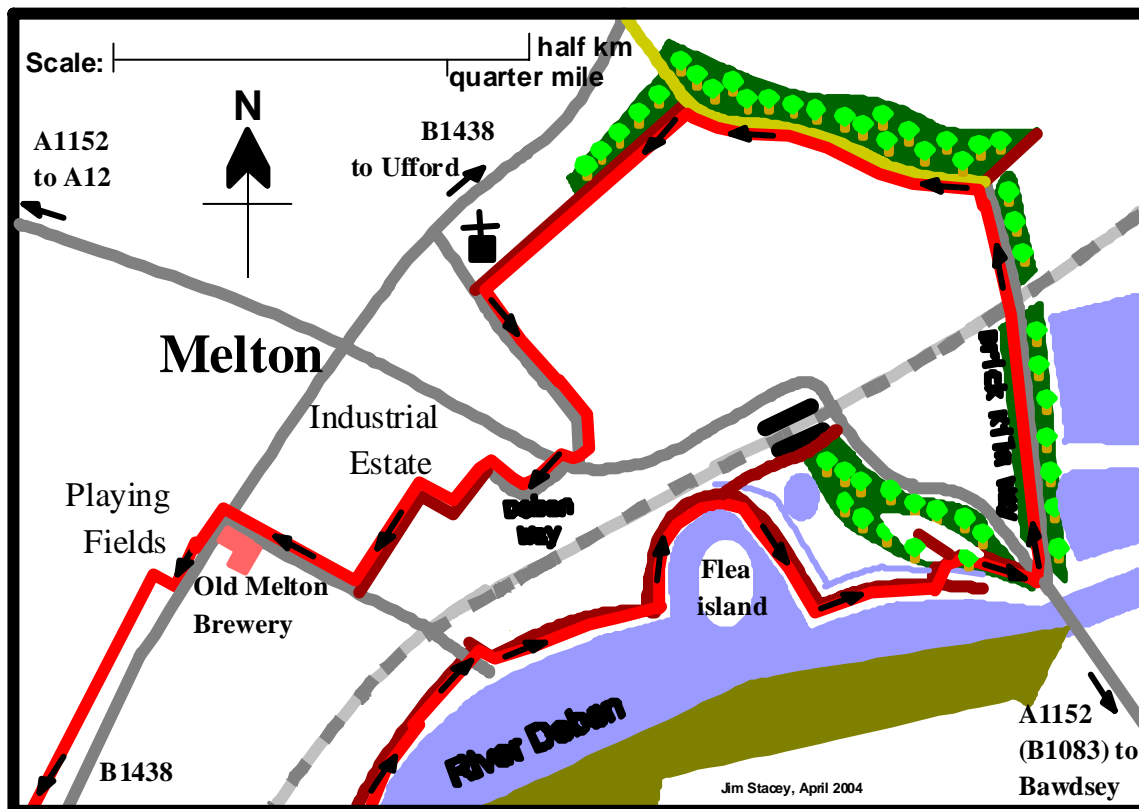 Scale:
half km
quarter mile
N
A1152
to A12
B1438
to Ufford
Melton
Industrial
Estate
Playing
Fields
Deben
Way
Brick Kiln Way
Old Melton
Brewery
Flea
island
River Deben
B1438
A1152
(B1083) to
Bawdsey
Jim Stacey, April 2004